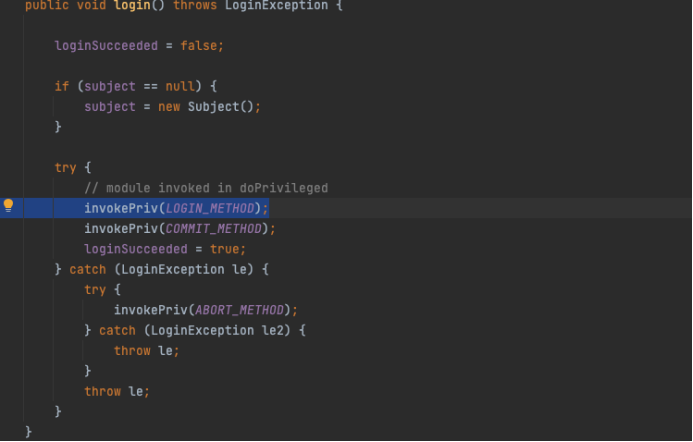 public void login() throws LoginException {
loginSucceeded = false;
if (subject == null) {
subject = new Subject();
}
try {
// module invoked in doPrivileged
invokePriv(LOGIN_METHOD);
invokePriv(COMMIT_METHOD);
loginSucceeded = true;
} catch (LoginException le) {
try {
invokePriv(ABORT_METHOD);
} catch (LoginException le2) {
throw le;
}
throw le;
}
}